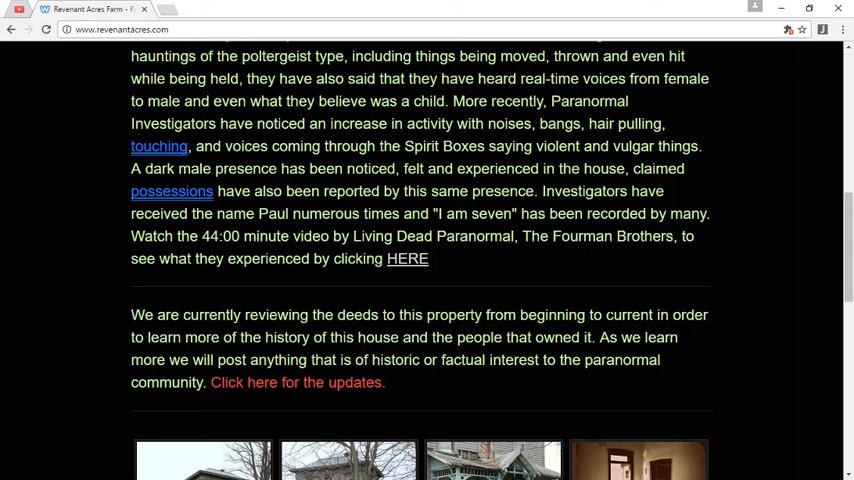 Revenant Acres Farm - R
www.revenantacres.com
hauntings of the poltergeist type, including things being moved, thrown and even hit
while being held, they have also said that they have heard real-time voices from female
to male and even what they believe was a child. More recently, Paranormal
Investigators have noticed an increase in activity with noises, bangs, hair pulling,
touching, and voices coming through the Spirit Boxes saying violent and vulgar things.
A dark male presence has been noticed, felt and experienced in the house, claimed
possessions have also been reported by this same presence. Investigators have
received the name Paul numerous times and "I am seven" has been recorded by many.
Watch the 44:00 minute video by Living Dead Paranormal, The Fourman Brothers, to
see what they experienced by clicking HERE
We are currently reviewing the deeds to this property from beginning to current in order
to learn more of the history of this house and the people that owned it. As we learn
more we will post anything that is of historic or factual interest to the paranormal
community. Click here for the updates.